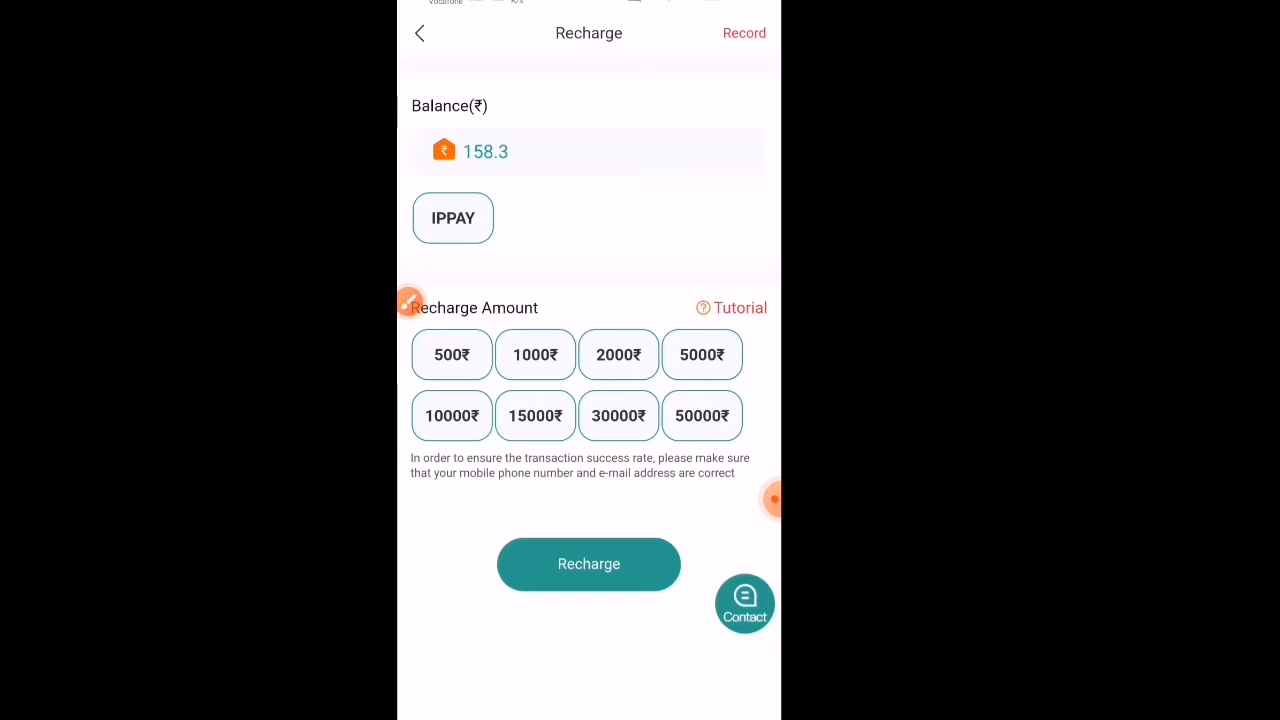 Vodafone K/s
Recharge Record
Balance(₹)
₹ 158.3
IPPAY
Recharge Amount ? Tutorial
500₹ 1000₹ 2000₹ 5000₹
10000₹ 15000₹ 30000₹ 50000₹
In order to ensure the transaction success rate, please make sure
that your mobile phone number and e-mail address are correct
Recharge
Contact